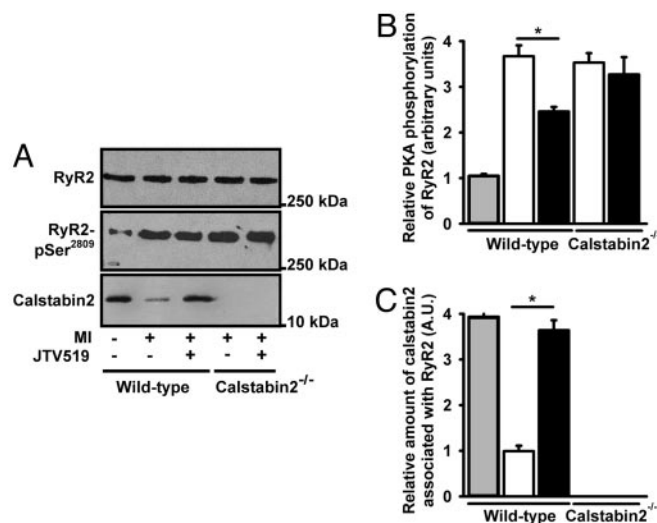 A
RyR2
250 kDa
RyR2-
pSer2809
250 kDa
Calstabin2
10 kDa
MI - + + + +
JTV519 - - + - +
Wild-type Calstabin2-/-
B
Relative PKA phosphorylation
of RyR2 (arbitrary units)
4
3
2
1
0
*
Wild-type Calstabin2-/
C
Relative amount of calstabin2
associated with RyR2 (A.U.)
4
2
1
0
*
Wild-type Calstabin2-/-